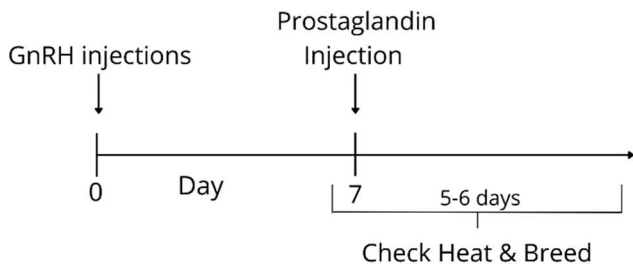 Prostaglandin
GnRH injections
Injection
0
Day
7
5-6 days
Check Heat & Breed